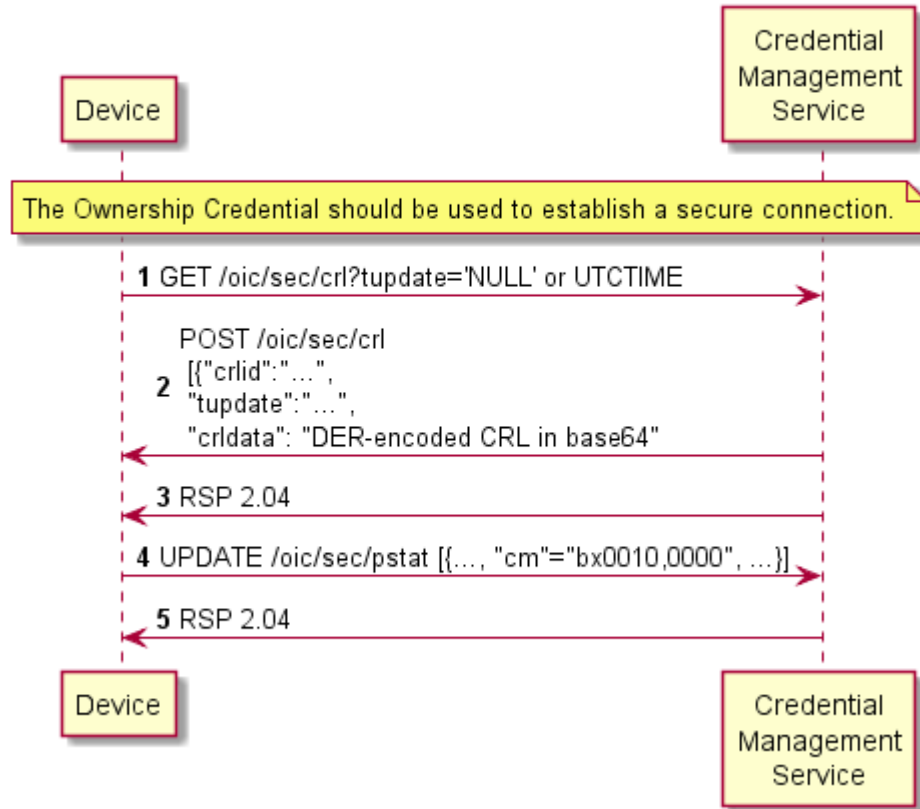 Device
Credential
Management
Service
The Ownership Credential should be used to establish a secure connection.
1 GET /oic/sec/crl?tupdate='NULL' or UTCTIME
POST /oic/sec/crl
2 [{"crlid":"...",
"tupdate":"...",
"crldata": "DER-encoded CRL in base64"
3 RSP 2.04
4 UPDATE /oic/sec/pstat [{..., "cm"="bx0010,0000", ...}]
5 RSP 2.04
Device
Credential
Management
Service